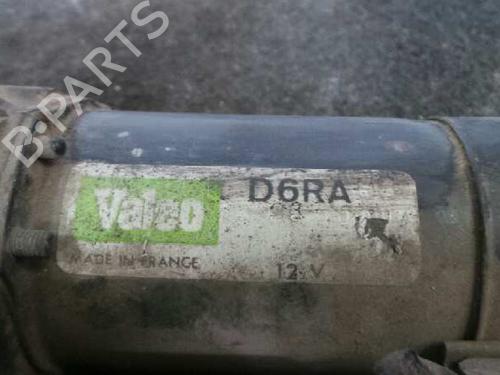 B PARTS
Valeo D6RA
MADE IN FRANCE 12 V